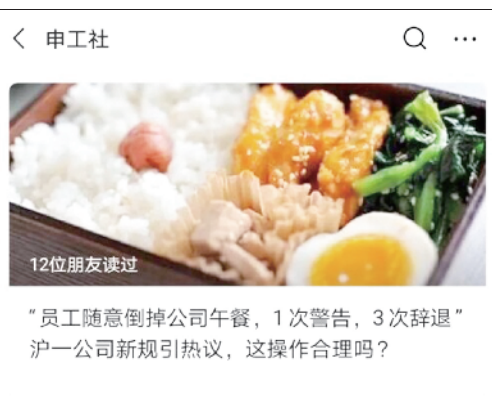 申工社
12位朋友读过
“员工随意倒掉公司午餐，1次警告，3次辞退”
沪一公司新规引热议，这操作合理吗？